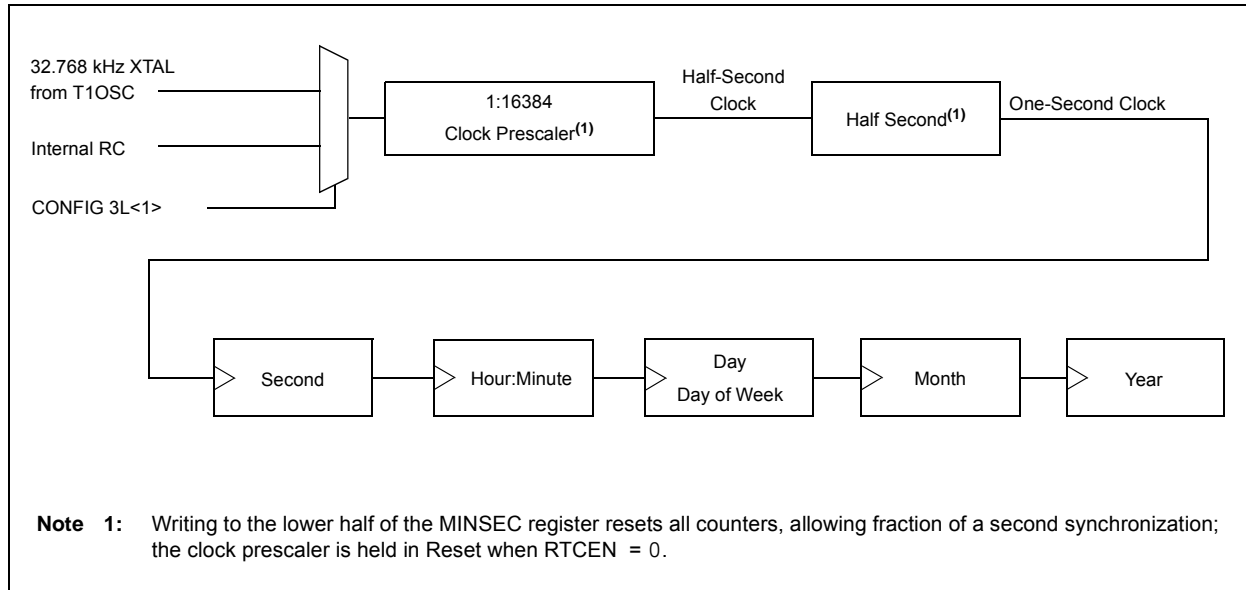 32.768 kHz XTAL
from T1OSC
Internal RC
CONFIG 3L<1>
1:16384
Clock Prescaler(1)
Half-Second
Clock
Half Second(1)
One-Second Clock
Second
Hour:Minute
Day
Day of Week
Month
Year
Note 1: Writing to the lower half of the MINSEC register resets all counters, allowing fraction of a second synchronization;
the clock prescaler is held in Reset when RTCEN = 0.